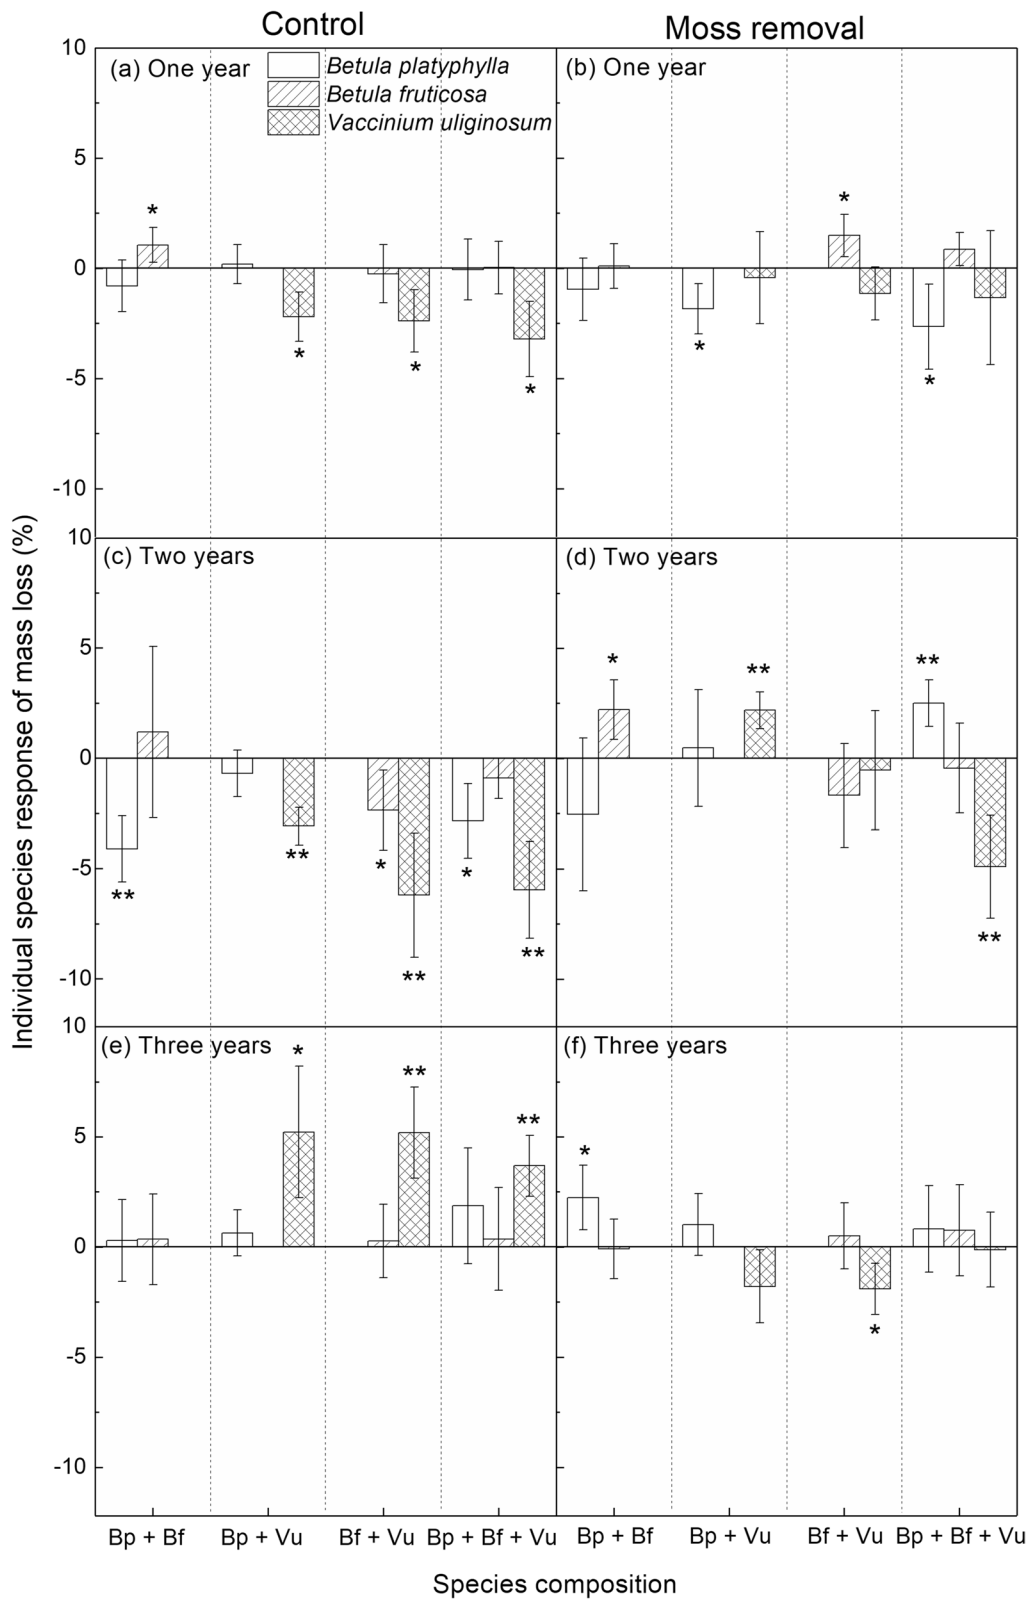 Control
Moss removal
10
(a) One year
Betula platyphylla
(b) One year
Betula fruticosa
Vaccinium uliginosum
5
*
*
0
*
*
*
*
*
-5
-10
10
(c) Two years
(d) Two years
5
*
**
**
0
**
**
*
*
-5
**
**
**
**
-10
10
(e) Three years
*
(f) Three years
**
**
5
*
0
*
-5
-10
Bp + Bf
Bp + Vu
Bf + Vu
Bp + Bf + Vu
Bp + Bf
Bp + Vu
Bf + Vu
Bp + Bf + Vu
Species composition
Individual species response of mass loss (%)